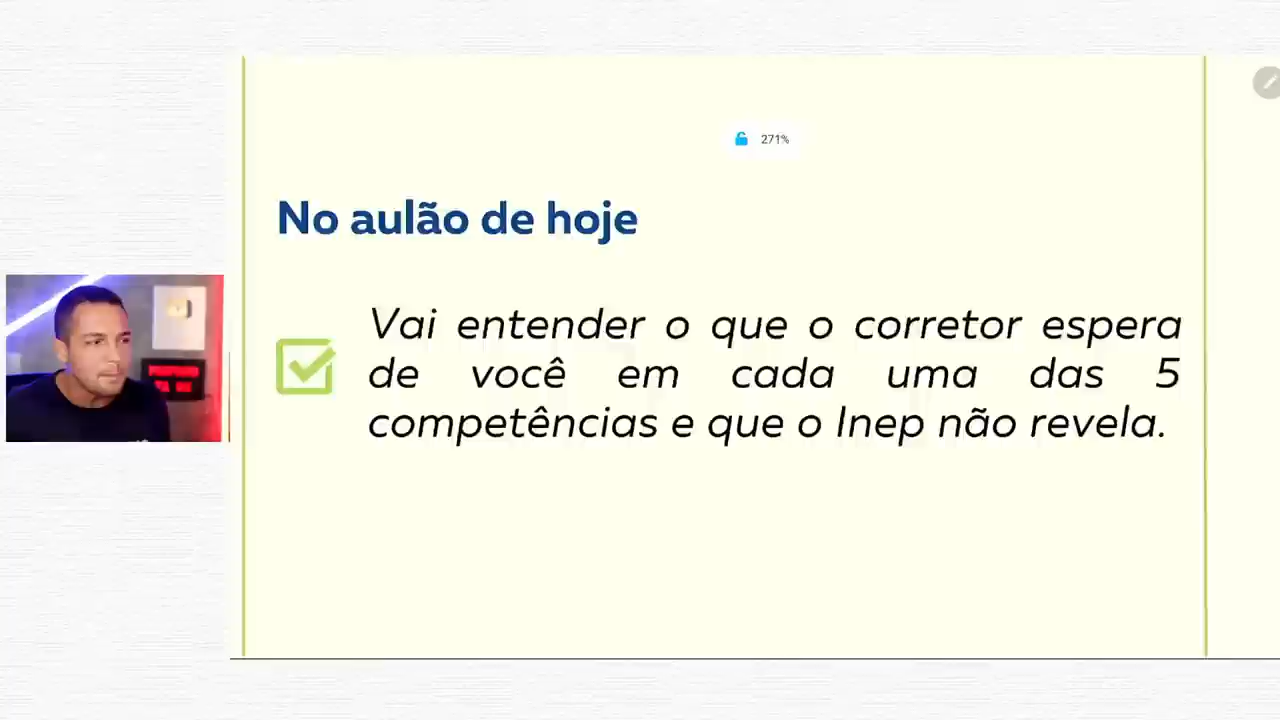 271%
No aulão de hoje
Vai entender o que o corretor espera
de você em cada uma das 5
competências e que o Inep não revela.